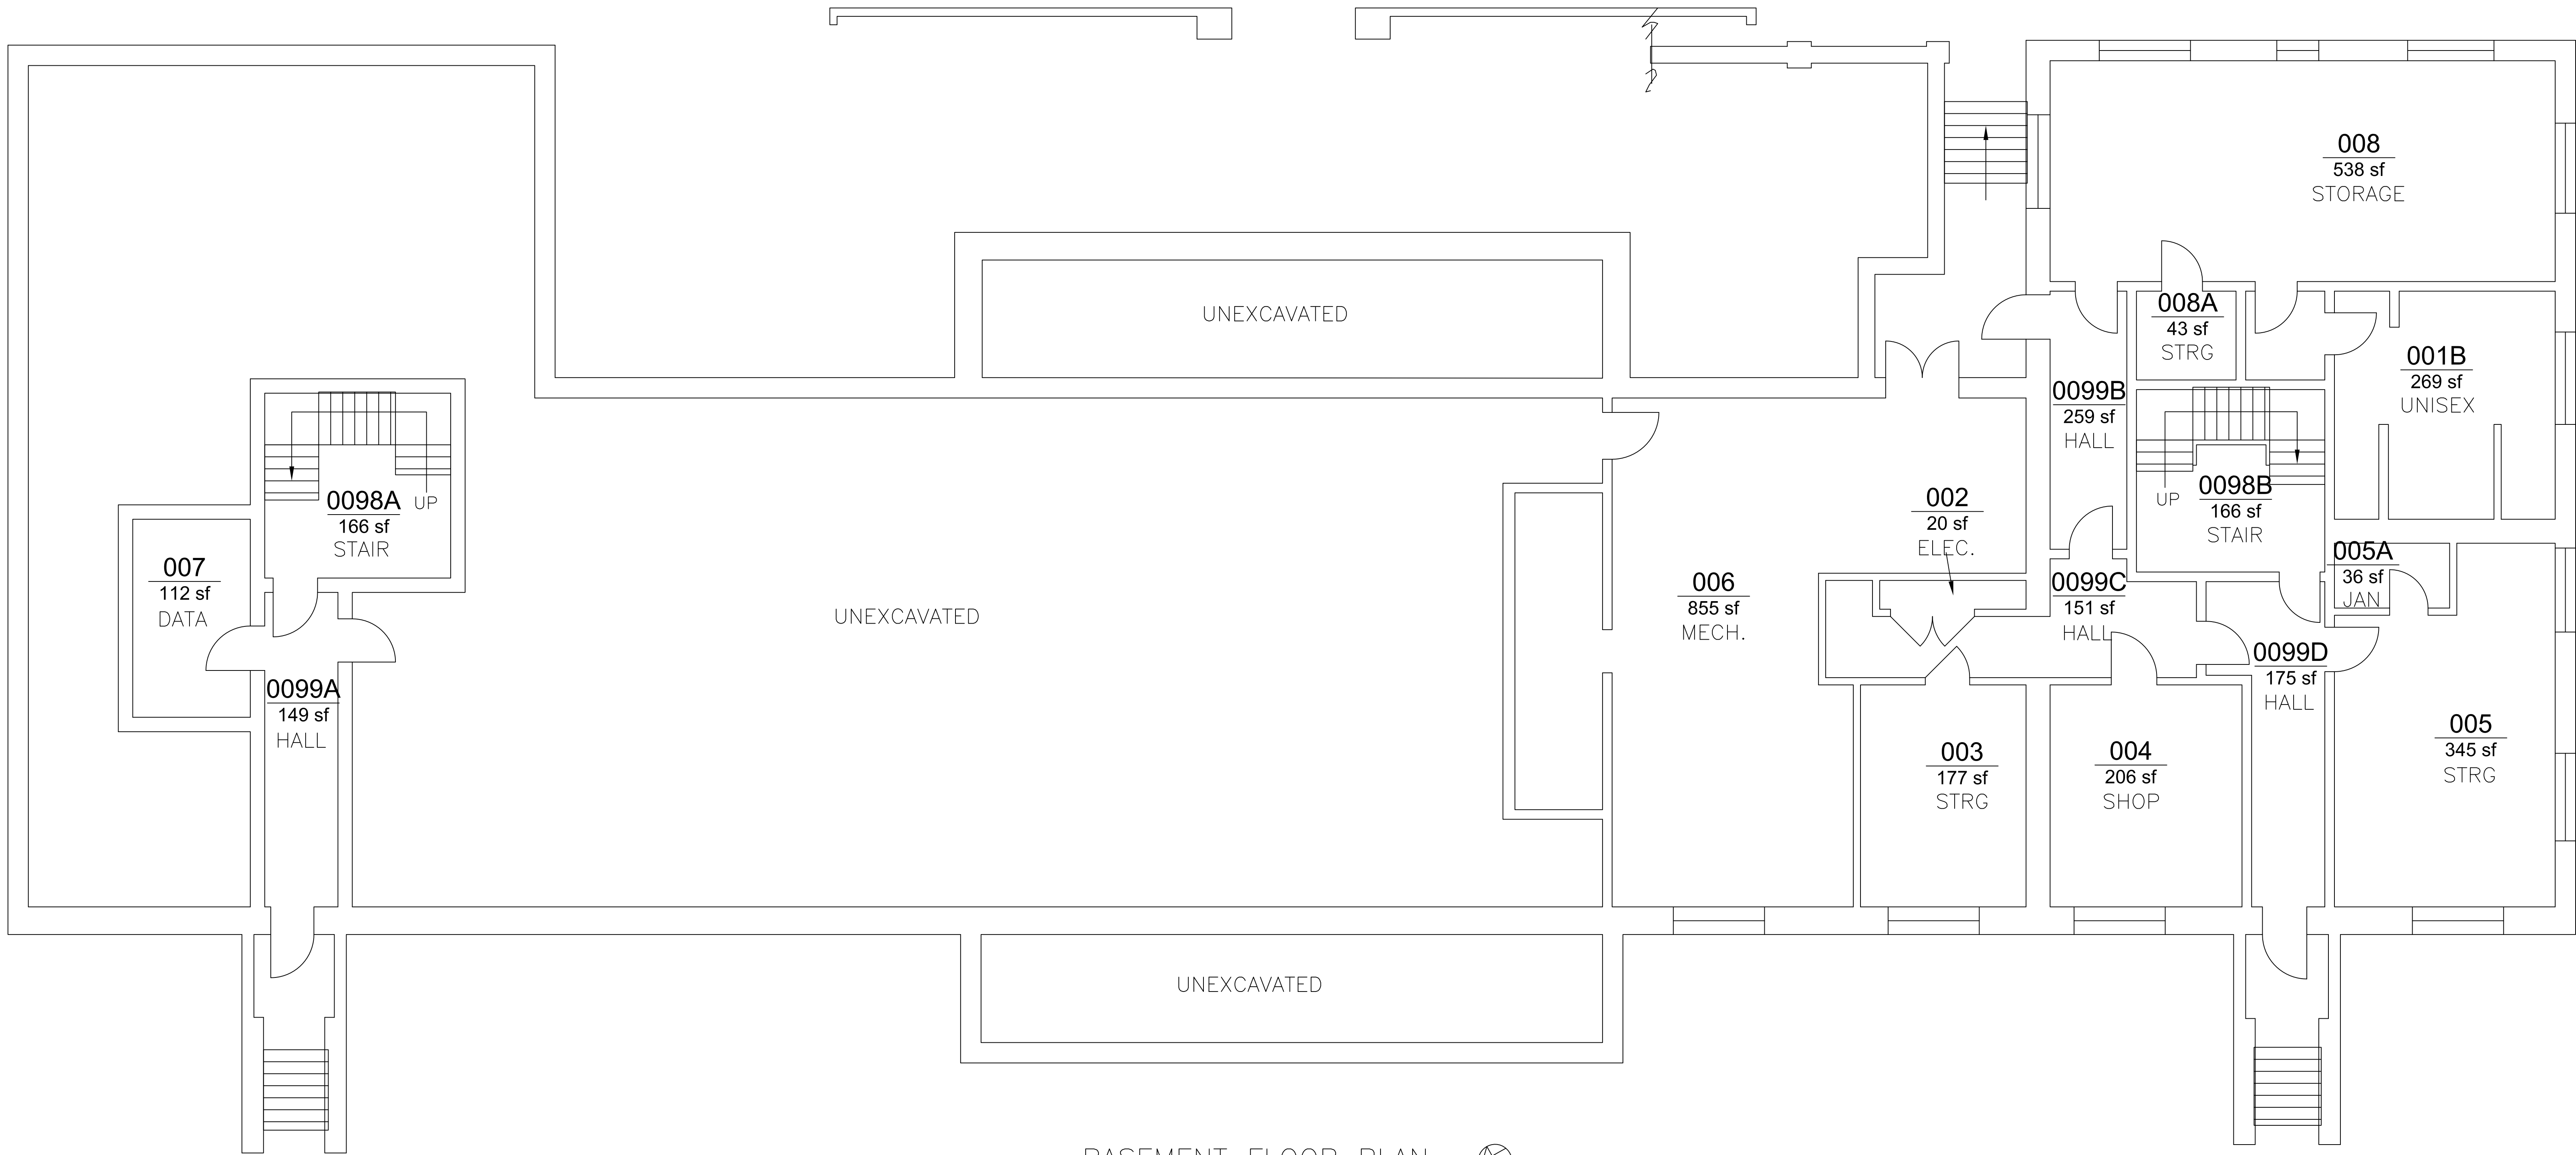 008
538 sf
STORAGE
008A
43 sf
STRG
UNEXCAVATED
001B
269 sf
UNISEX
0099B
259 sf
HALL
0098A
166 sf
STAIR
UP
002
20 sf
ELEC.
UP
0098B
166 sf
STAIR
007
112 sf
DATA
UNEXCAVATED
006
855 sf
MECH.
0099C
151 sf
HALL
005A
36 sf
JAN
0099A
149 sf
HALL
0099D
175 sf
HALL
003
177 sf
STRG
004
206 sf
SHOP
005
345 sf
STRG
UNEXCAVATED
BASEMENT FLOOR PLAN